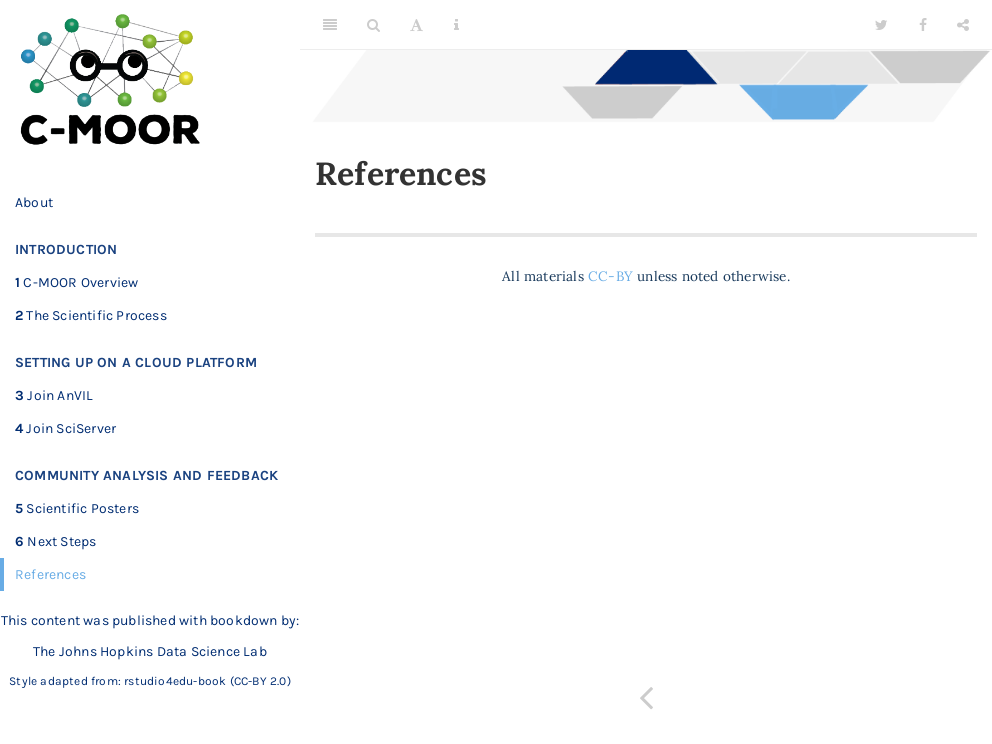 C-MOOR
About
INTRODUCTION
1 C-MOOR Overview
2 The Scientific Process
SETTING UP ON A CLOUD PLATFORM
3 Join AnVIL
4 Join SciServer
COMMUNITY ANALYSIS AND FEEDBACK
5 Scientific Posters
6 Next Steps
References
This content was published with bookdown by:
The Johns Hopkins Data Science Lab
Style adapted from: rstudio4edu-book (CC-BY 2.0)
A
References
All materials CC-BY unless noted otherwise.